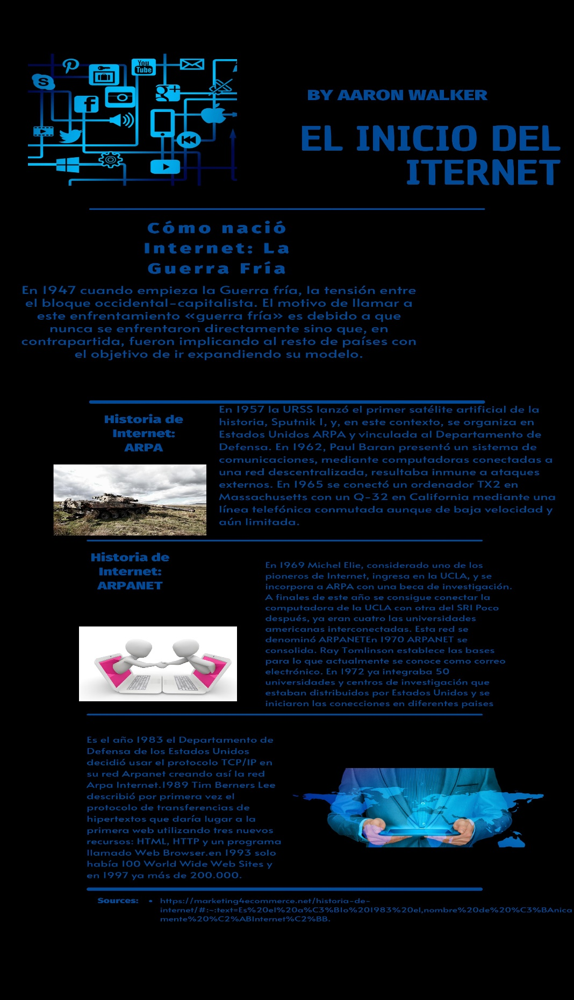 You
Tube
BY AARON WALKER
EL INICIO DEL
ITERNET
Cómo nació
Internet: La
Guerra Fría
En 1947 cuando empieza la Guerra fría, la tensión entre
el bloque occidental-capitalista. El motivo de llamar a
este enfrentamiento «guerra fría» es debido a que
nunca se enfrentaron directamente sino que, en
contrapartida, fueron implicando al resto de países con
el objetivo de ir expandiendo su modelo.
Historia de
Internet:
ARPA
En 1957 la URSS lanzó el primer satélite artificial de la
historia, Sputnik I, y, en este contexto, se organiza en
Estados Unidos ARPA y vinculada al Departamento de
Defensa. En 1962, Paul Baran presentó un sistema de
comunicaciones, mediante computadoras conectadas a
una red descentralizada, resultaba inmune a ataques
externos. En 1965 se conectó un ordenador TX2 en
Massachusetts con un Q-32 en California mediante una
línea telefónica conmutada aunque de baja velocidad y
aún limitada.
Historia de
Internet:
ARPANET
En 1969 Michel Elie, considerado uno de los
pioneros de Internet, ingresa en la UCLA, y se
incorpora a ARPA con una beca de investigación.
A finales de este año se consigue conectar la
computadora de la UCLA con otra del SRI Poco
después, ya eran cuatro las universidades
americanas interconectadas. Esta red se
denominó ARPANETEn 1970 ARPANET se
consolida. Ray Tomlinson establece las bases
para lo que actualmente se conoce como correo
electrónico. En 1972 ya integraba 50
universidades y centros de investigación que
estaban distribuidos por Estados Unidos y se
iniciaron las conecciones en diferentes paises
Es el año 1983 el Departamento de
Defensa de los Estados Unidos
decidió usar el protocolo TCP/IP en
su red Arpanet creando así la red
Arpa Internet.1989 Tim Berners Lee
describió por primera vez el
protocolo de transferencias de
hipertextos que daría lugar a la
primera web utilizando tres nuevos
recursos: HTML, HTTP y un programa
llamado Web Browser.en 1993 solo
había 100 World Wide Web Sites y
en 1997 ya más de 200.000.
Sources: • https://marketing4ecommerce.net/historia-de-
internet/#:~:text=Es%20el%20a%C3%B1o%201983%20el,nombre%20de%20%C3%BAnica
mente%20%C2%ABInternet%C2%BB.